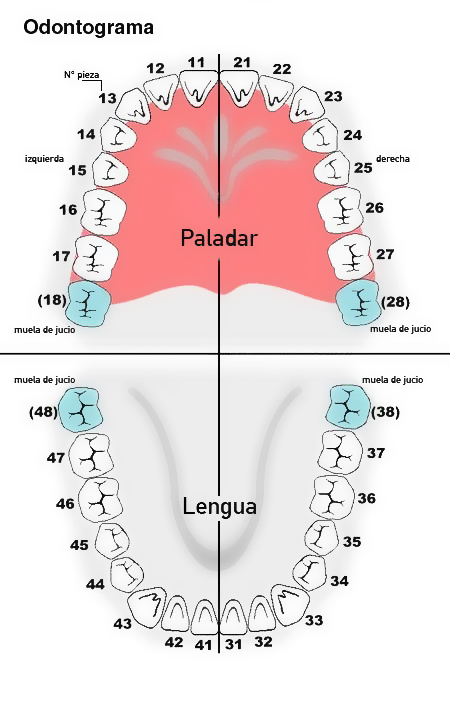 Odontograma
11 21
12 22
N° pieza
13 23
14 24
izquierda derecha
15 25
16 26
Paladar
17 27
(18) (28)
muela de jucio muela de jucio
muela de jucio muela de jucio
(48) (38)
47 37
46 36
Lengua
45 35
44 34
43 33
42 41 31 32